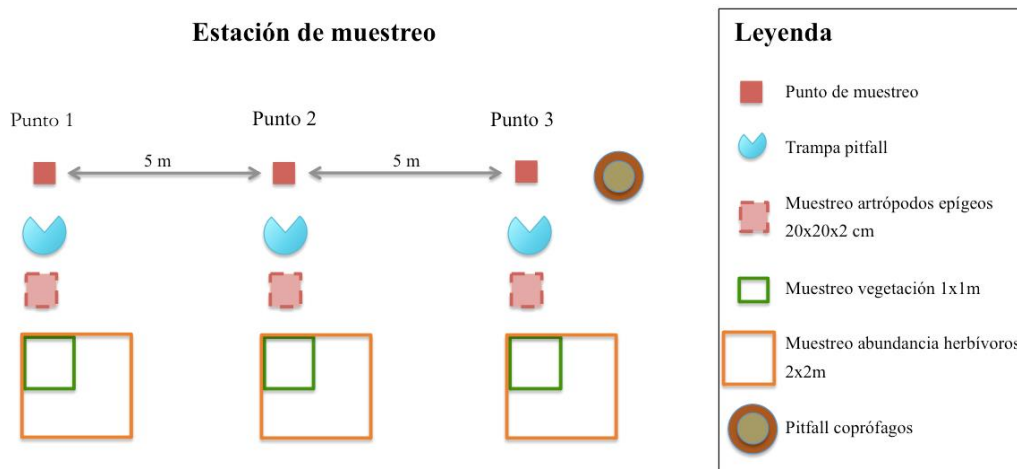 Estación de muestreo
Punto 1
Punto 2
Punto 3
5 m
5 m
Leyenda
Punto de muestreo
Trampa pitfall
Muestreo artrópodos epígeos
20x20x2 cm
Muestreo vegetación 1x1m
Muestreo abundancia herbívoros
2x2m
Pitfall coprófagos